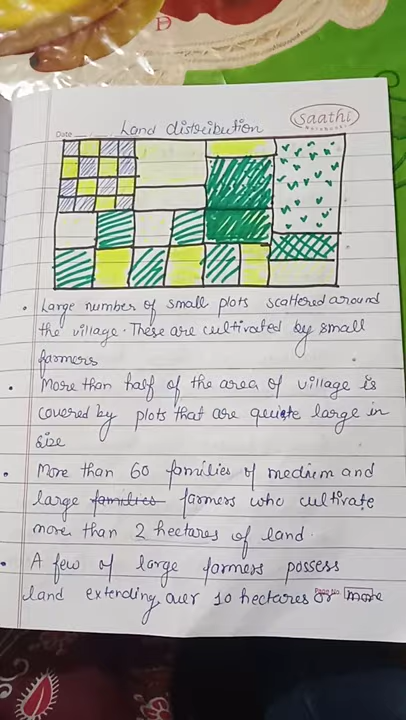 saathi
Notebooks
Date
Land distribution
• Large number of small plots scattered around
the village. These are cultivated by small
farmers
• More than half of the area of village is
covered by plots that are quiete large in
size
• More than 60 families of medium and
large families farmers who cultivate
more than 2 hectares of land.
• A few of large farmers possess
Page No.
land extending over 10 hectares or more